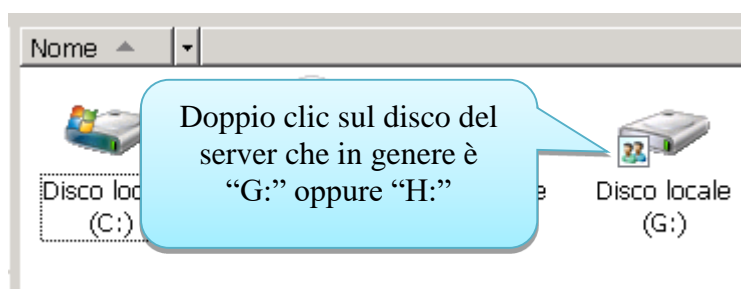 Nome
Doppio clic sul disco del
server che in genere è
“G:” oppure “H:”
Disco loc
(C:)
e
Disco locale
(G:)